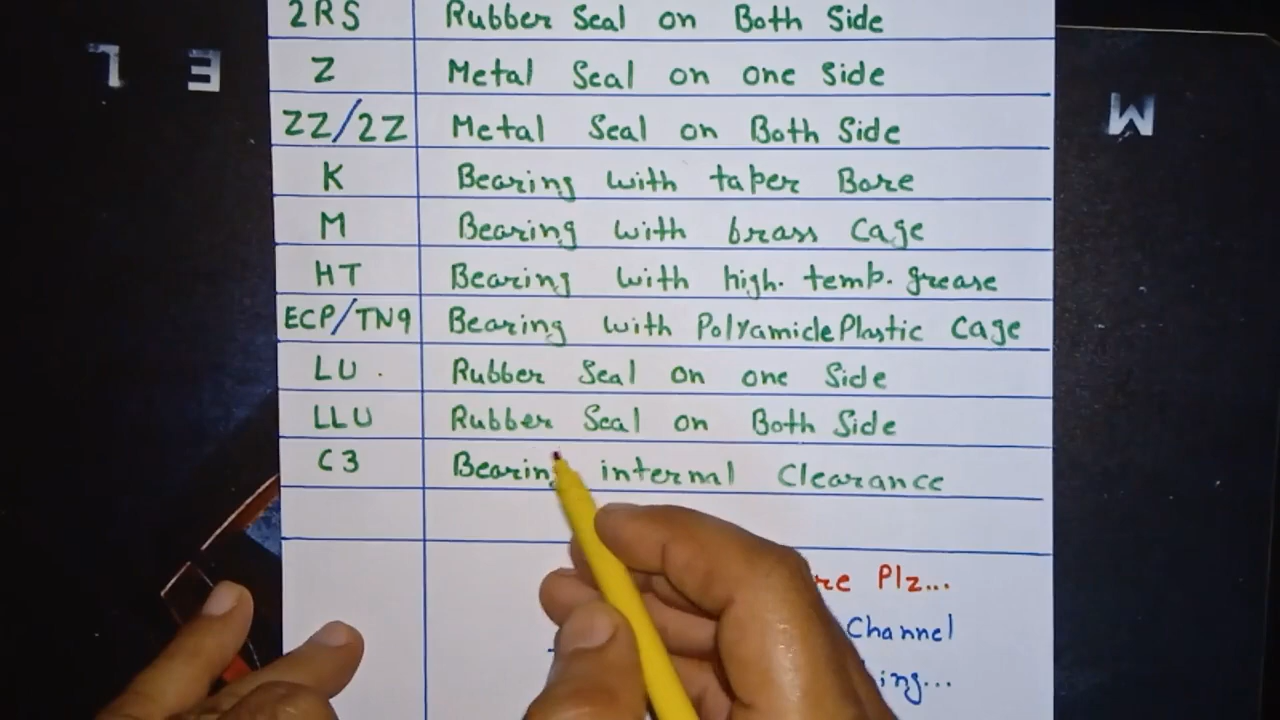 2RS Rubber Seal on Both Side
Z Metal Seal on one Side
ZZ/2Z Metal Seal on Both Side
K Bearing with taper Bore
M Bearing with brass Cage
HT Bearing with high. temp. grease
ECP/TN9 Bearing with Polyamide Plastic Cage
LU. Rubber Seal on one Side
LLU Rubber Seal on Both Side
C3 Bearing internal Clearance
Plz...
Channel